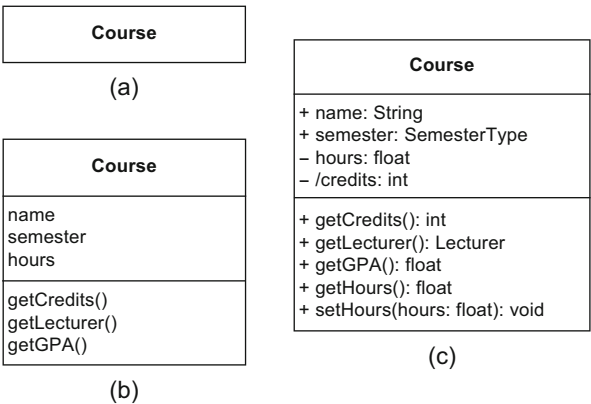 Course
(a)
Course
name
semester
hours
getCredits()
getLecturer()
getGPA()
(b)
Course
+ name: String
+ semester: SemesterType
– hours: float
– /credits: int
+ getCredits(): int
+ getLecturer(): Lecturer
+ getGPA(): float
+ getHours(): float
+ setHours(hours: float): void
(c)